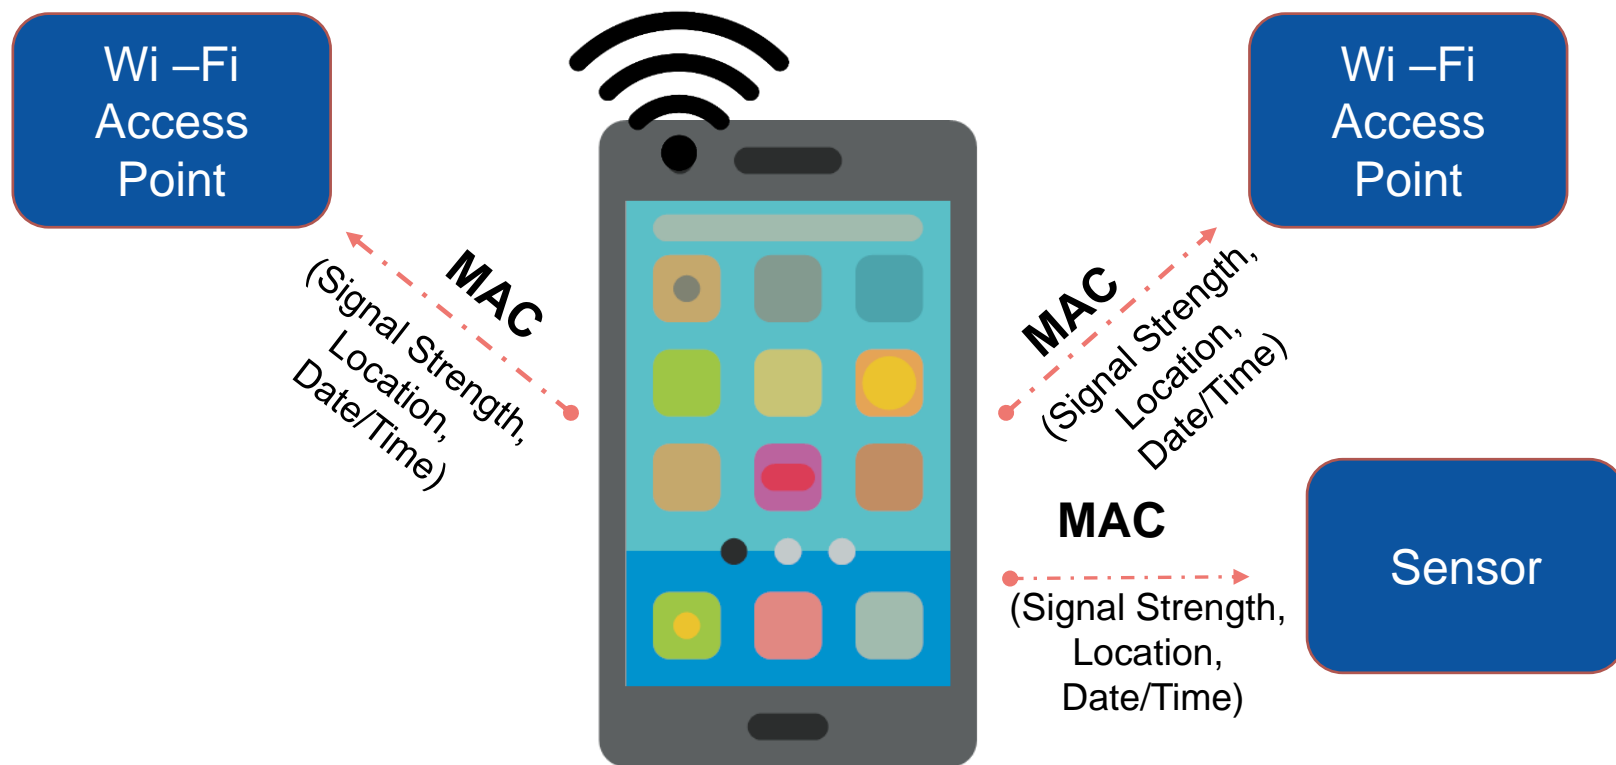 Wi –Fi
Access
Point
Wi –Fi
Access
Point
MAC
(Signal Strength,
Location,
Date/Time)
MAC
(Signal Strength,
Location,
Date/Time)
MAC
(Signal Strength,
Location,
Date/Time)
Sensor